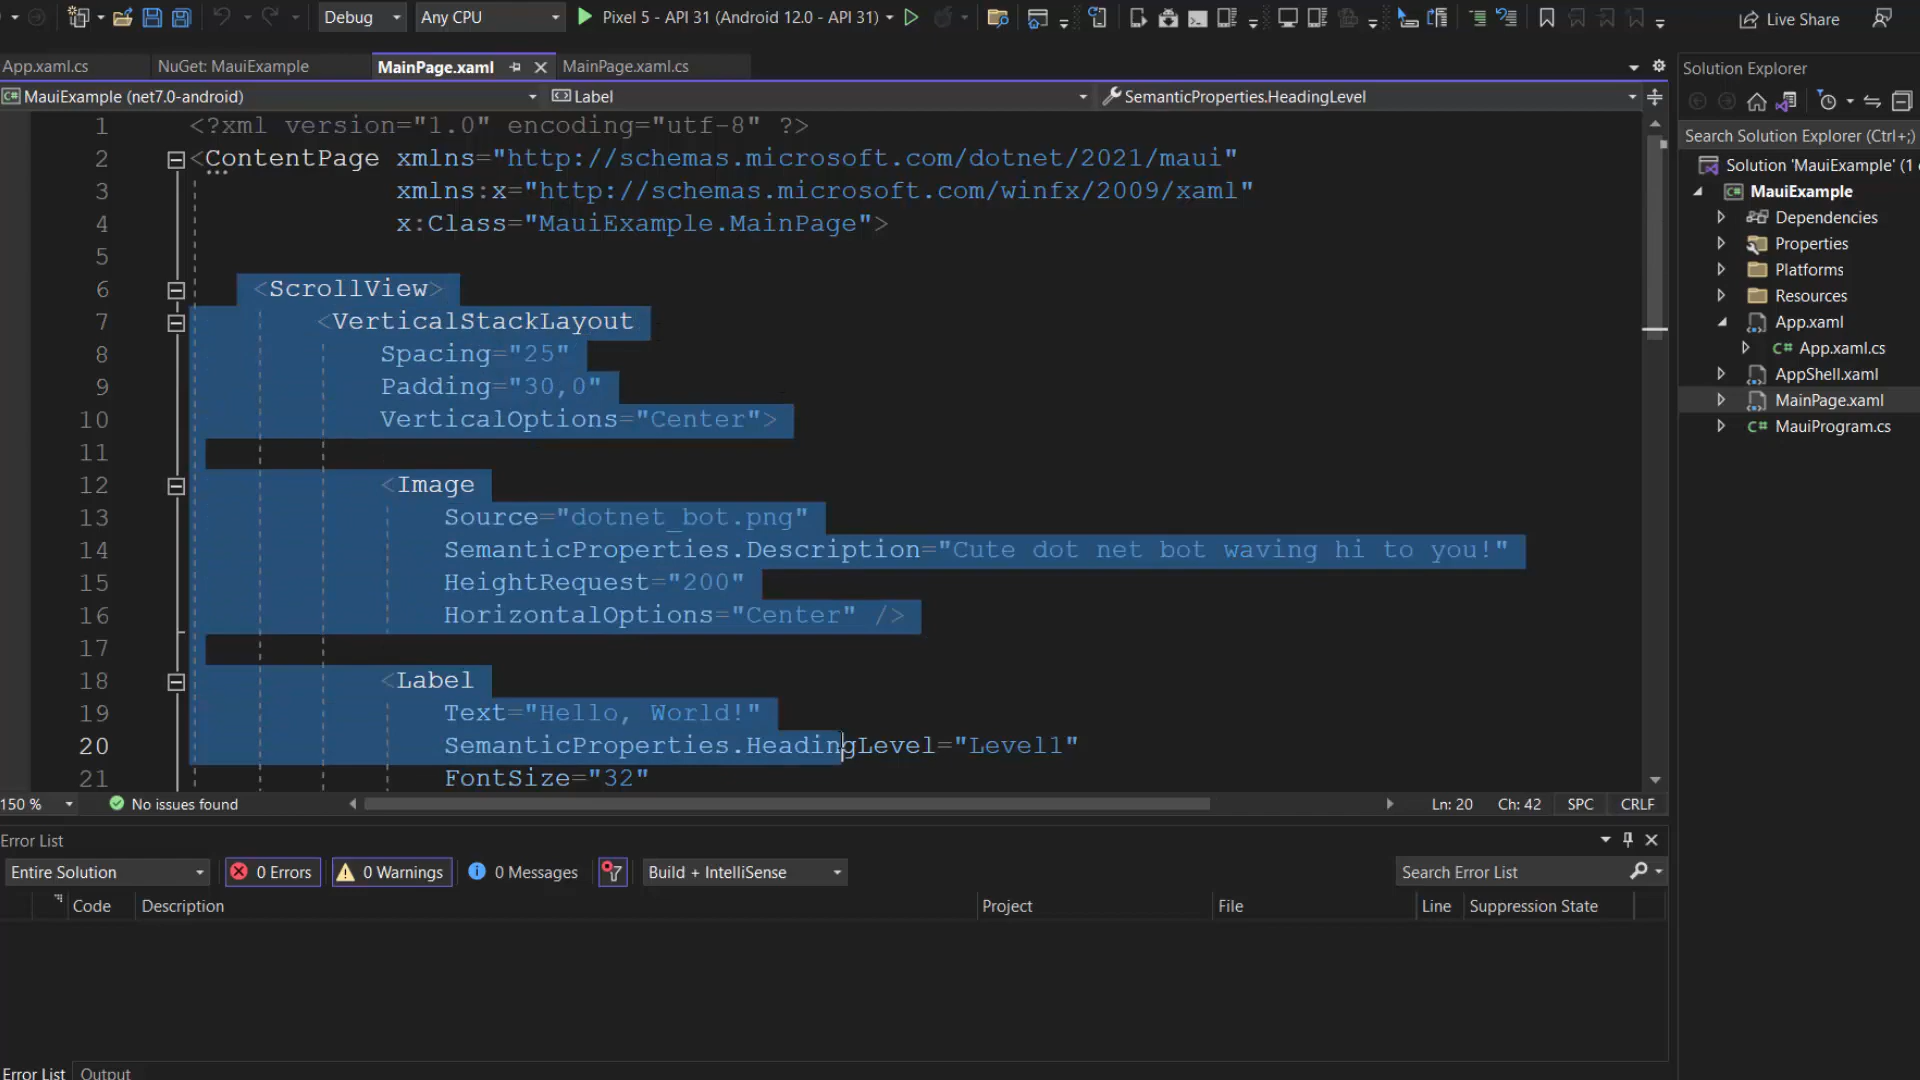 Debug Any CPU Pixel 5 - API 31 (Android 12.0 - API 31) Live Share
App.xaml.cs NuGet: MauiExample MainPage.xaml MainPage.xaml.cs
MauiExample (net7.0-android) Label SemanticProperties.HeadingLevel
1 <?xml version="1.0" encoding="utf-8" ?>
2 <ContentPage xmlns="http://schemas.microsoft.com/dotnet/2021/maui"
3 xmlns:x="http://schemas.microsoft.com/winfx/2009/xaml"
4 x:Class="MauiExample.MainPage">
5
6 <ScrollView>
7 <VerticalStackLayout
8 Spacing="25"
9 Padding="30,0"
10 VerticalOptions="Center">
11
12 <Image
13 Source="dotnet_bot.png"
14 SemanticProperties.Description="Cute dot net bot waving hi to you!"
15 HeightRequest="200"
16 HorizontalOptions="Center" />
17
18 <Label
19 Text="Hello, World!"
20 SemanticProperties.HeadingLevel="Level1"
21 FontSize="32"
150 % No issues found Ln: 20 Ch: 42 SPC CRLF
Error List
Entire Solution 0 Errors 0 Warnings 0 Messages Build + IntelliSense Search Error List
Code Description Project File Line Suppression State
Error List Output
Solution Explorer
Search Solution Explorer (Ctrl+;)
Solution 'MauiExample' (1
MauiExample
Dependencies
Properties
Platforms
Resources
App.xaml
C# App.xaml.cs
AppShell.xaml
MainPage.xaml
C# MauiProgram.cs